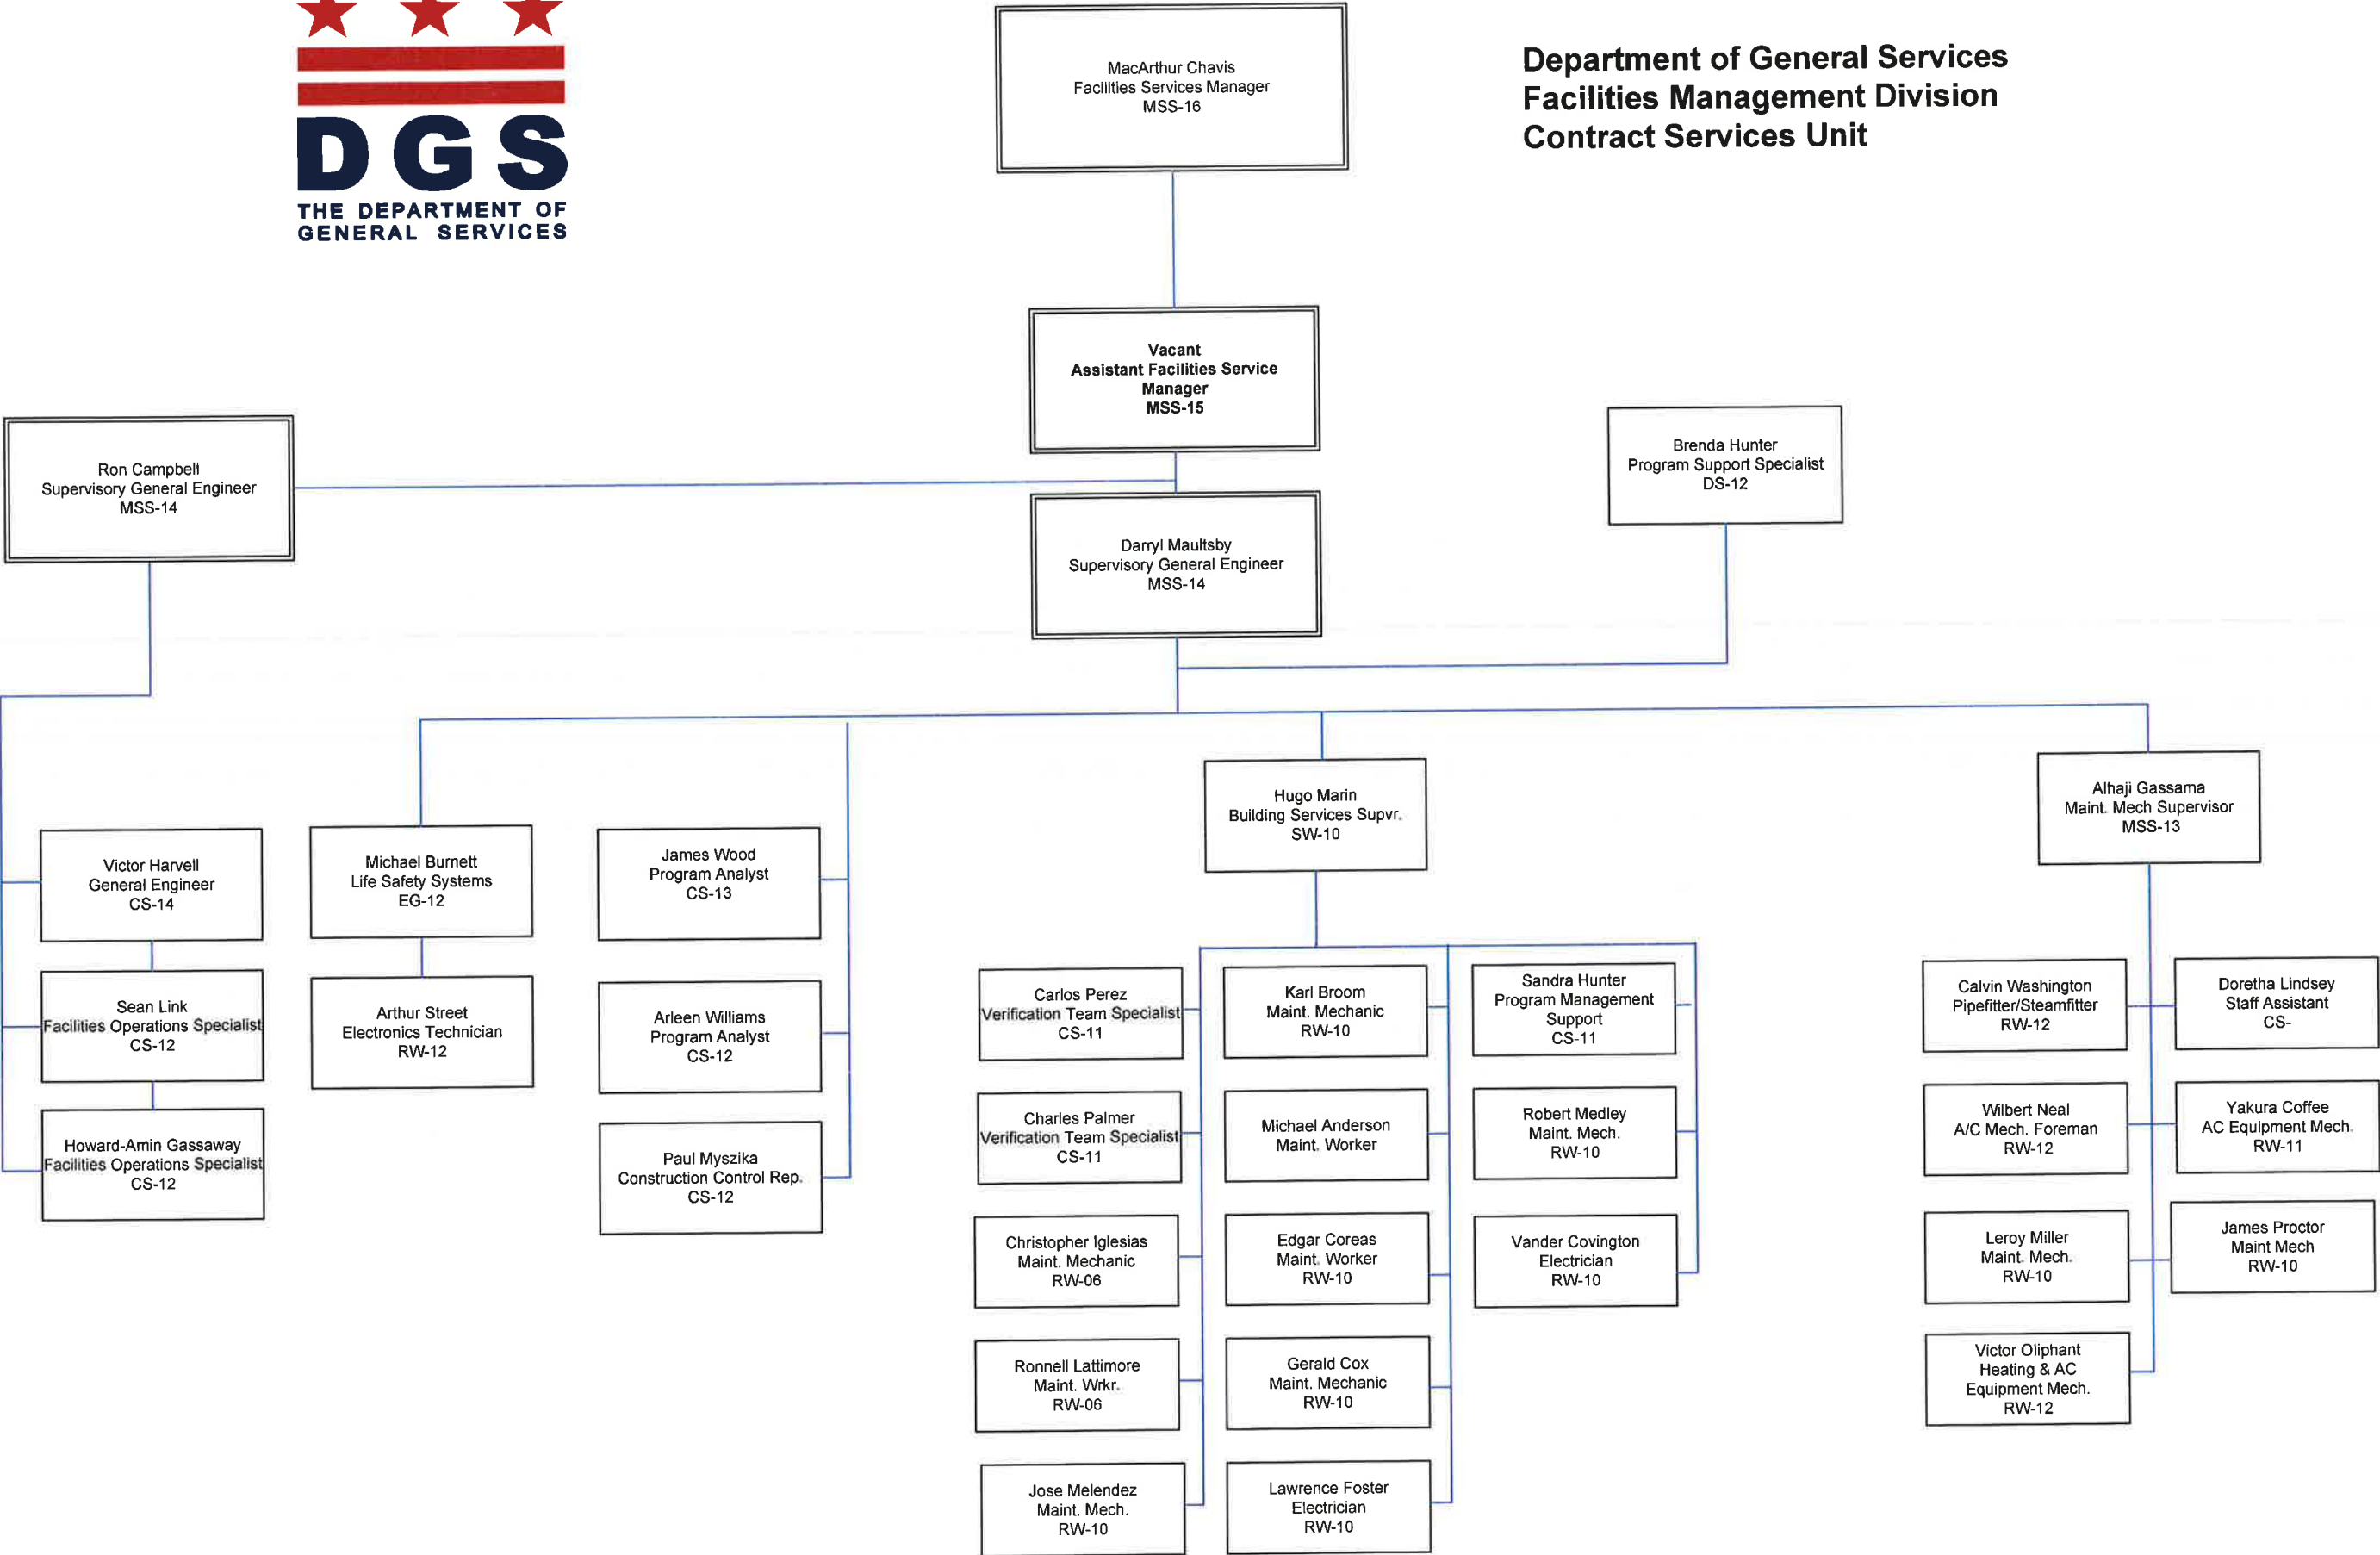 DGS
THE DEPARTMENT OF
GENERAL SERVICES
MacArthur Chavis
Facilities Services Manager
MSS-16
Department of General Services
Facilities Management Division
Contract Services Unit
Vacant
Assistant Facilities Service
Manager
MSS-15
Ron Campbell
Supervisory General Engineer
MSS-14
Brenda Hunter
Program Support Specialist
DS-12
Darryl Maultsby
Supervisory General Engineer
MSS-14
Hugo Marin
Building Services Supvr.
SW-10
Alhaji Gassama
Maint. Mech Supervisor
MSS-13
Victor Harvell
General Engineer
CS-14
Sean Link
Facilities Operations Specialist
CS-12
Howard-Amin Gassaway
Facilities Operations Specialist
CS-12
Michael Burnett
Life Safety Systems
EG-12
Arthur Street
Electronics Technician
RW-12
James Wood
Program Analyst
CS-13
Arleen Williams
Program Analyst
CS-12
Paul Myszika
Construction Control Rep.
CS-12
Carlos Perez
Verification Team Specialist
CS-11
Charles Palmer
Verification Team Specialist
CS-11
Christopher Iglesias
Maint. Mechanic
RW-06
Ronnell Lattimore
Maint. Wrkr.
RW-06
Jose Melendez
Maint. Mech.
RW-10
Karl Broom
Maint. Mechanic
RW-10
Michael Anderson
Maint. Worker
Edgar Coreas
Maint. Worker
RW-10
Gerald Cox
Maint. Mechanic
RW-10
Lawrence Foster
Electrician
RW-10
Sandra Hunter
Program Management
Support
CS-11
Robert Medley
Maint. Mech.
RW-10
Vander Covington
Electrician
RW-10
Calvin Washington
Pipefitter/Steamfitter
RW-12
Wilbert Neal
A/C Mech. Foreman
RW-12
Leroy Miller
Maint. Mech.
RW-10
Victor Oliphant
Heating & AC
Equipment Mech.
RW-12
Doretha Lindsey
Staff Assistant
CS-
Yakura Coffee
AC Equipment Mech.
RW-11
James Proctor
Maint Mech
RW-10